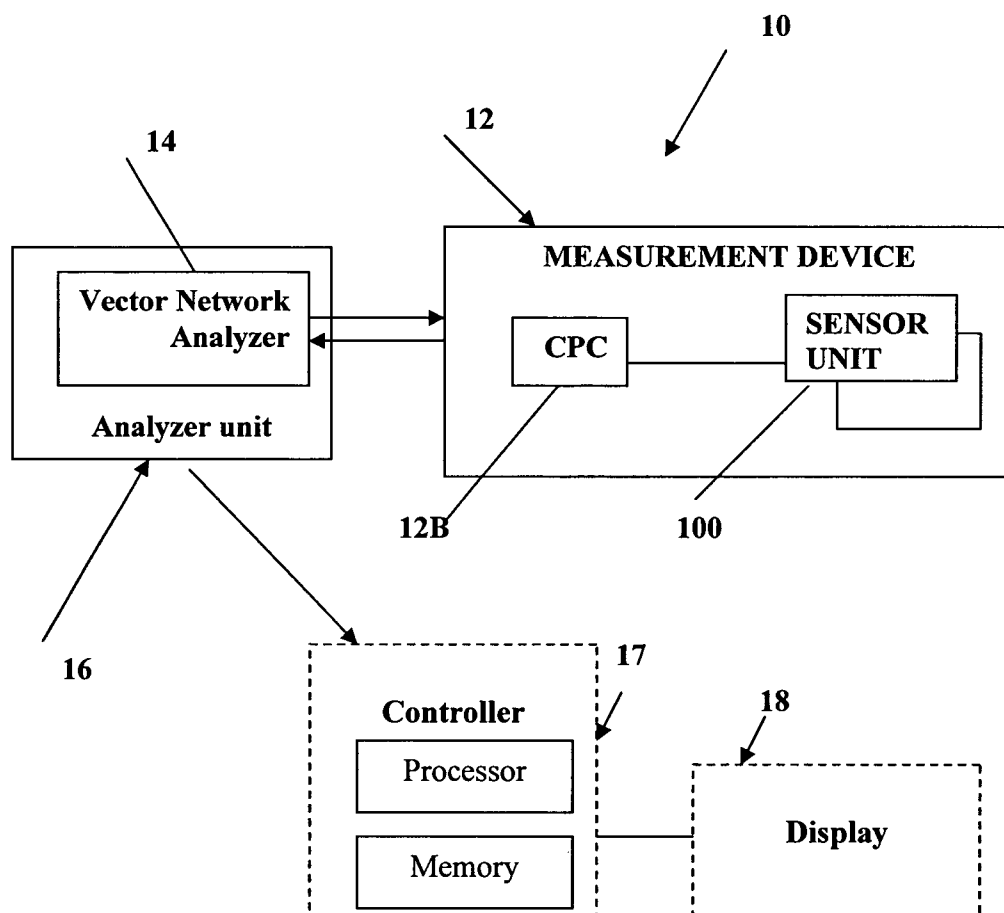 10
12
14
MEASUREMENT DEVICE
Vector Network
Analyzer
CPC
SENSOR
UNIT
Analyzer unit
12B
100
16
17
18
Controller
Processor
Memory
Display